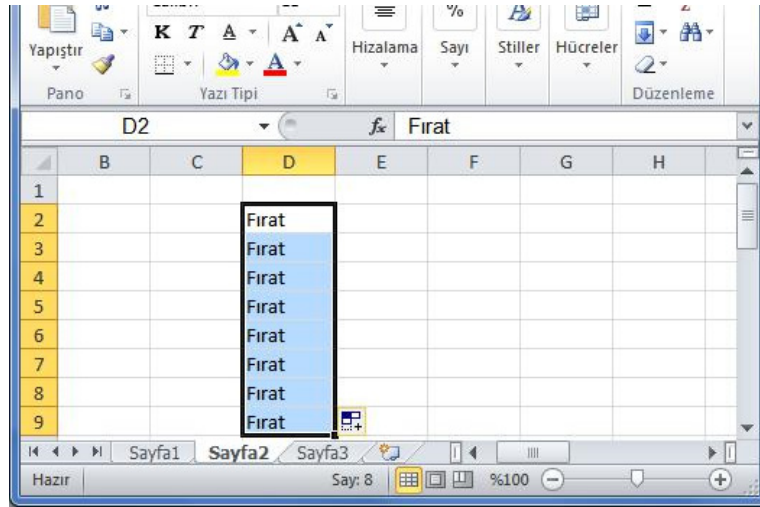 %
K T A A A
Yapıştır Hizalama Sayı Stiller Hücreler
A
Pano Yazı Tipi Düzenleme
D2 fx Fırat
B C D E F G H
1
2 Fırat
3 Fırat
4 Fırat
5 Fırat
6 Fırat
7 Fırat
8 Fırat
9 Fırat
Sayfa1 Sayfa2 Sayfa3
Hazır Say: 8 %100